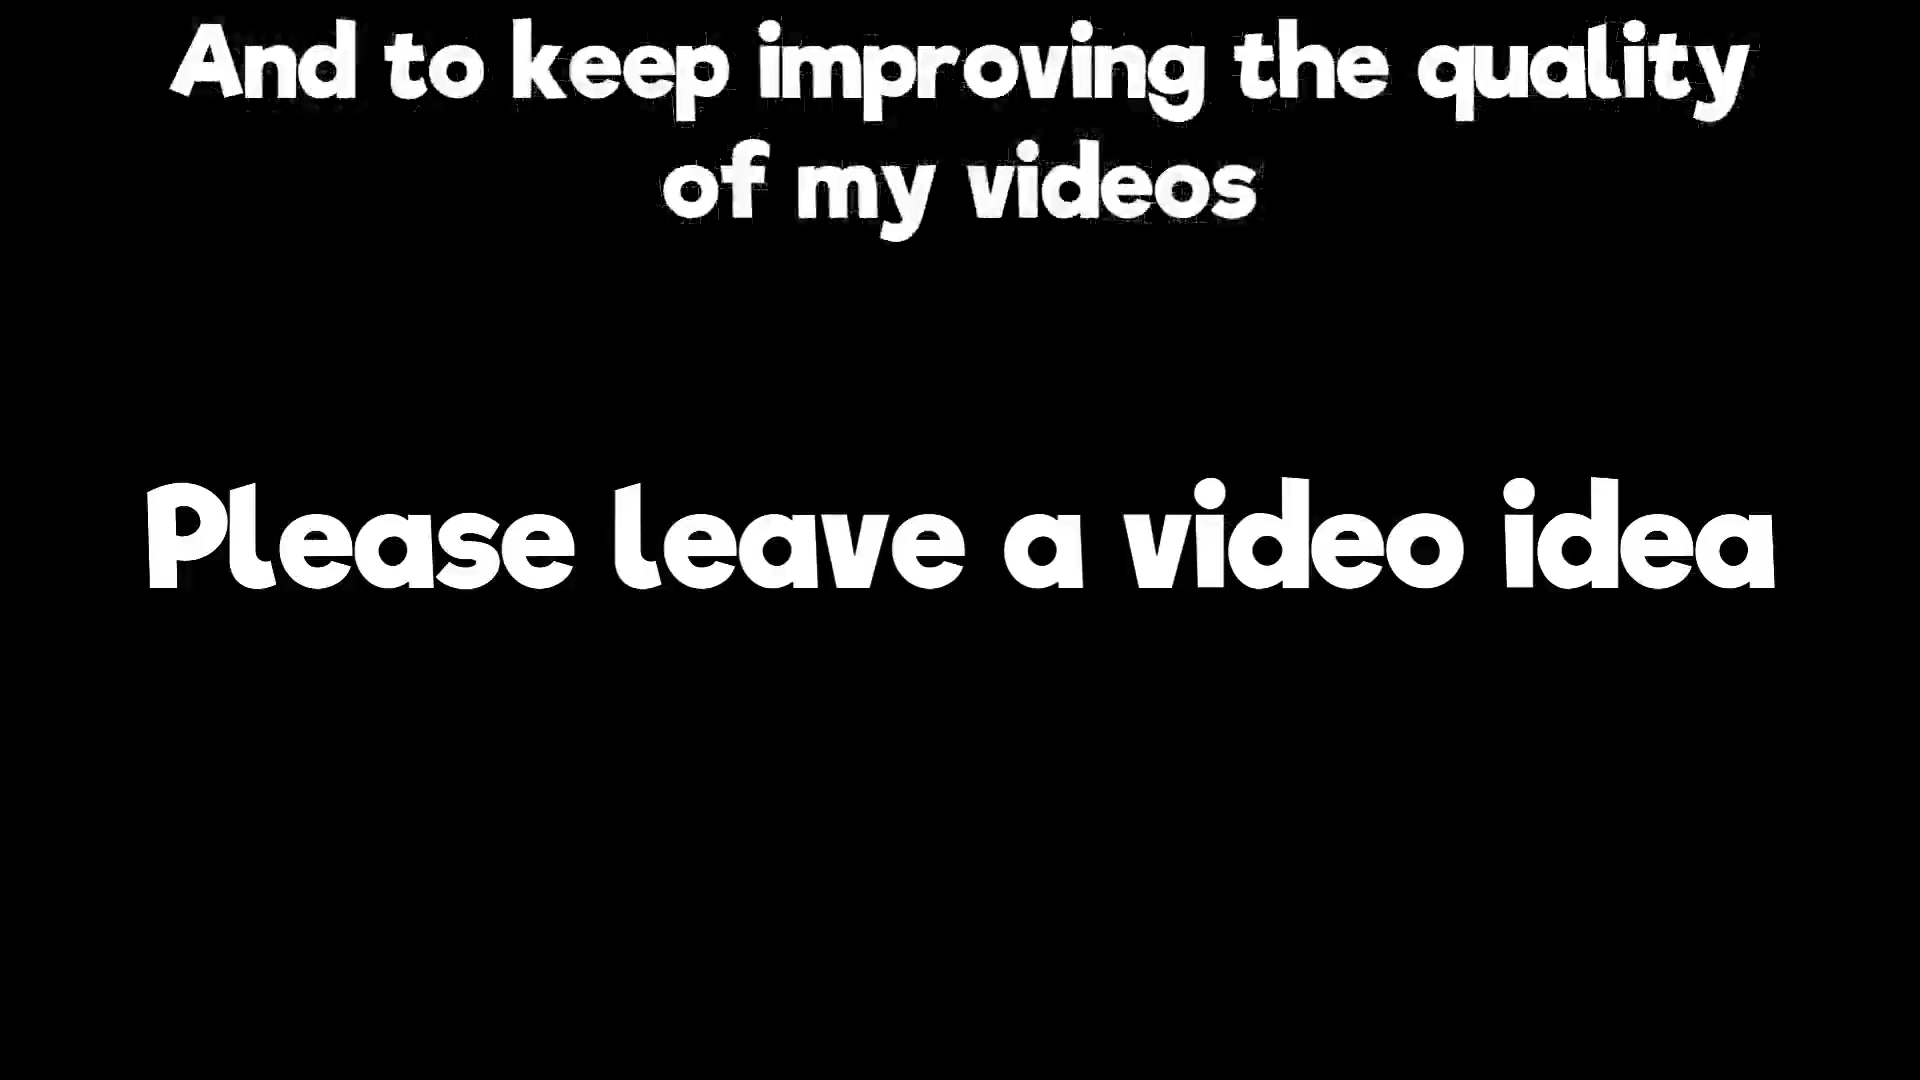 And to keep improving the quality
of my videos
Please leave a video idea